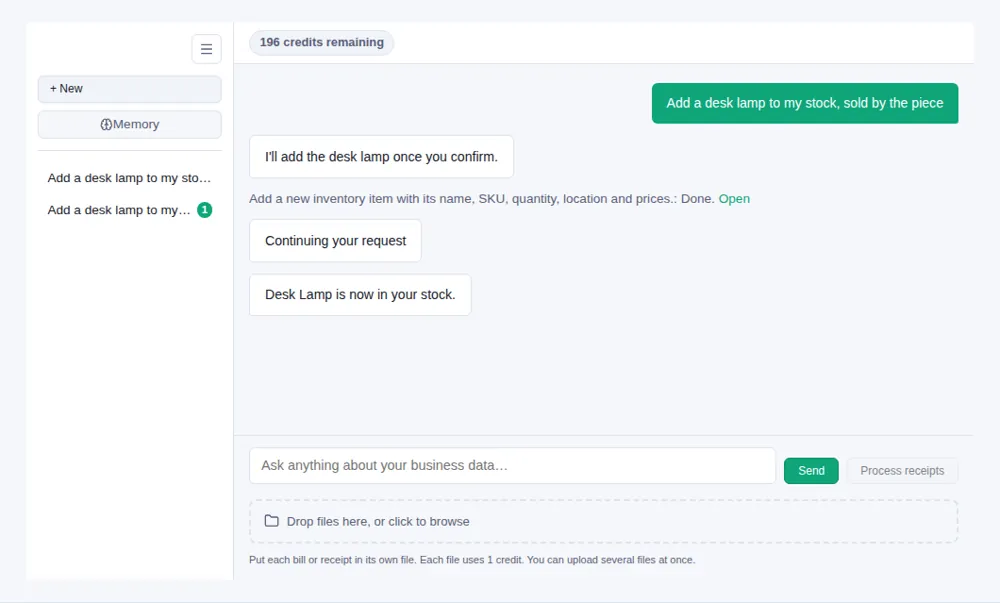 196 credits remaining
+ New
Memory
Add a desk lamp to my sto…
Add a desk lamp to my… 1
Add a desk lamp to my stock, sold by the piece
I'll add the desk lamp once you confirm.
Add a new inventory item with its name, SKU, quantity, location and prices.: Done. Open
Continuing your request
Desk Lamp is now in your stock.
Ask anything about your business data…
Send
Process receipts
Drop files here, or click to browse
Put each bill or receipt in its own file. Each file uses 1 credit. You can upload several files at once.